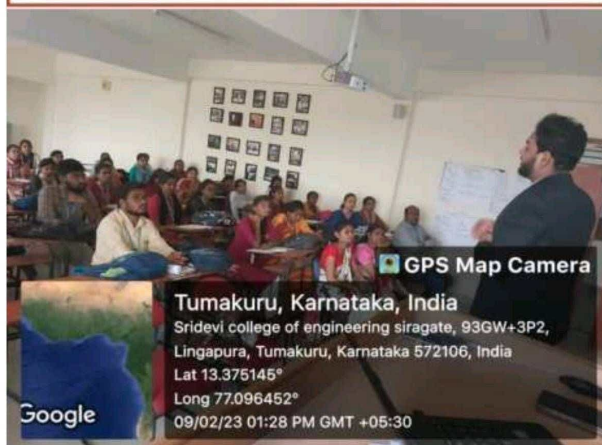 GPS Map Camera
Tumakuru, Karnataka, India
Sridevi college of engineering siragate, 93GW+3P2,
Lingapura, Tumakuru, Karnataka 572106, India
Lat 13.375145°
Long 77.096452°
09/02/23 01:28 PM GMT +05:30
Google